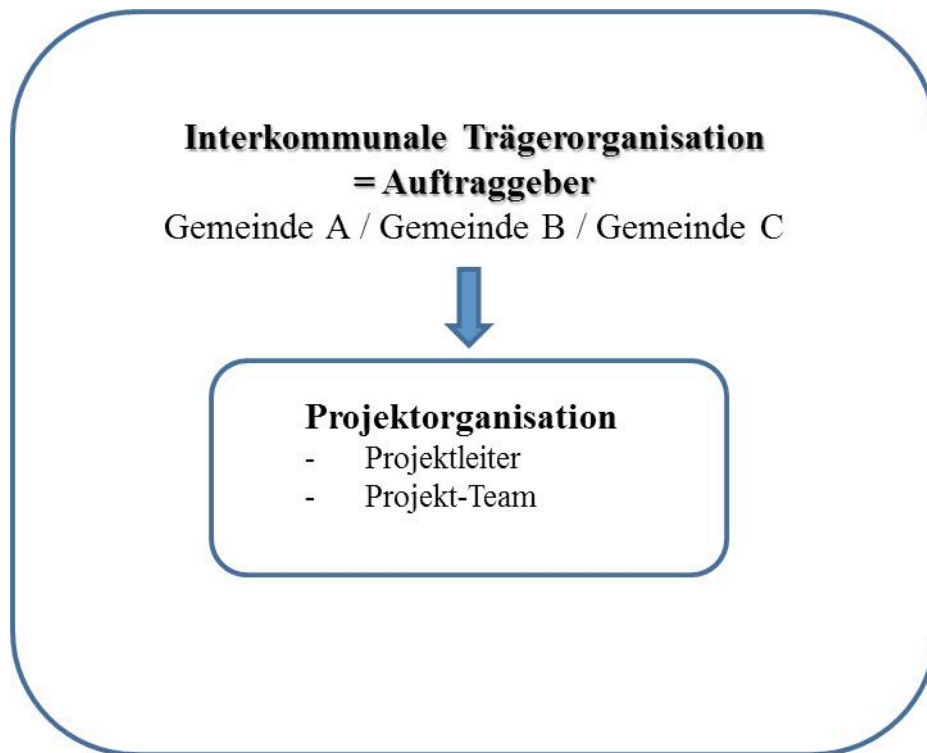 Interkommunale Trägerorganisation
= Auftraggeber
Gemeinde A / Gemeinde B / Gemeinde C
Projektorganisation
- Projektleiter
- Projekt-Team